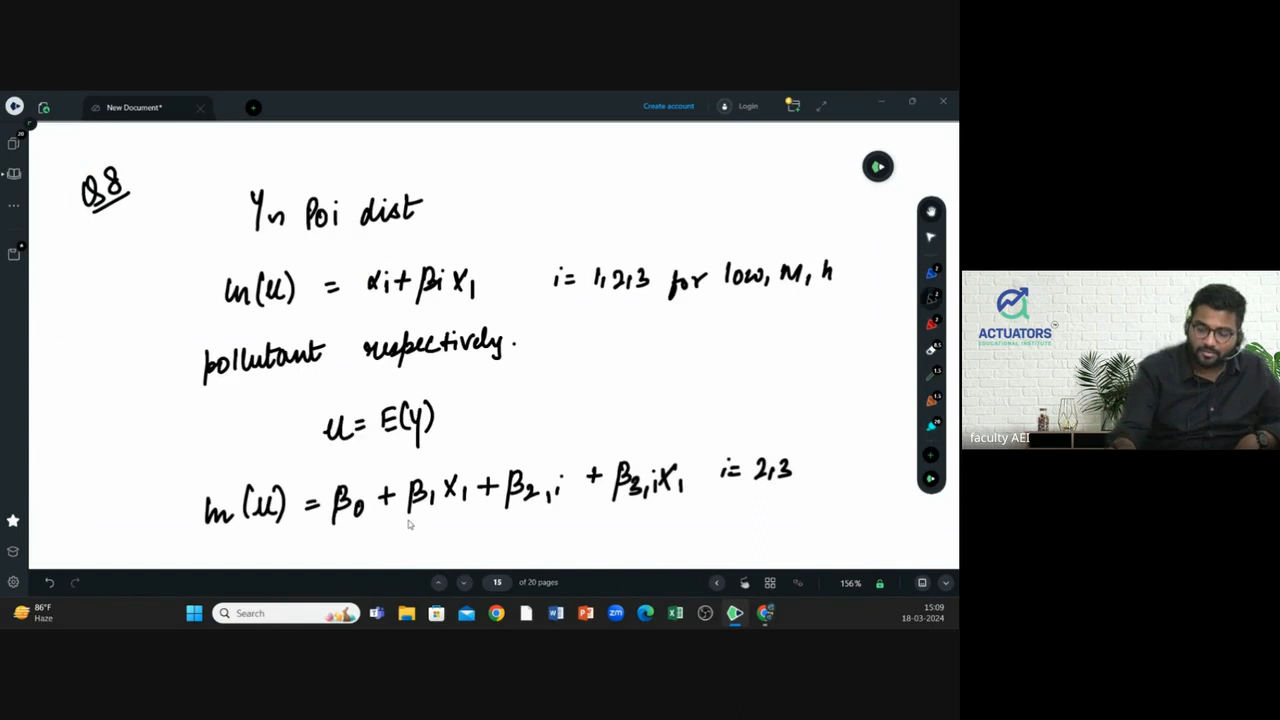 New Document*
Create account
Login
Q8
Y~ Poi dist
ln(μ) = αi + βi x1 i = 1,2,3 for low, M, h
pollutant respectively.
μ = E(Y)
ln(μ) = β0 + β1 x1 + β2,i + β3,i x1 i = 2,3
15 of 20 pages
156%
86°F
Haze
Search
15:09
18-03-2024
ACTUATORS
EDUCATIONAL INSTITUTE
faculty AEI